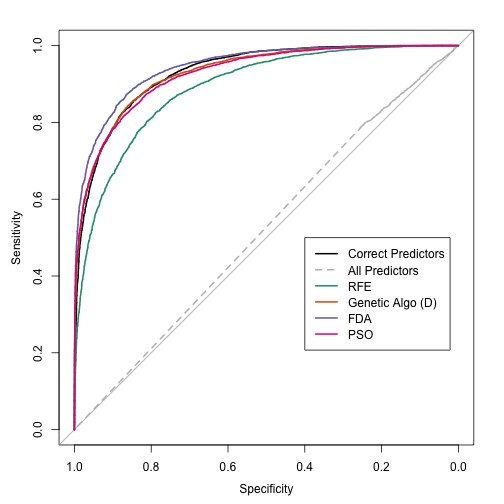 1.0
0.8
0.6
0.4
0.2
0.0
Sensitivity
Correct Predictors
All Predictors
RFE
Genetic Algo (D)
FDA
PSO
1.0 0.8 0.6 0.4 0.2 0.0
Specificity